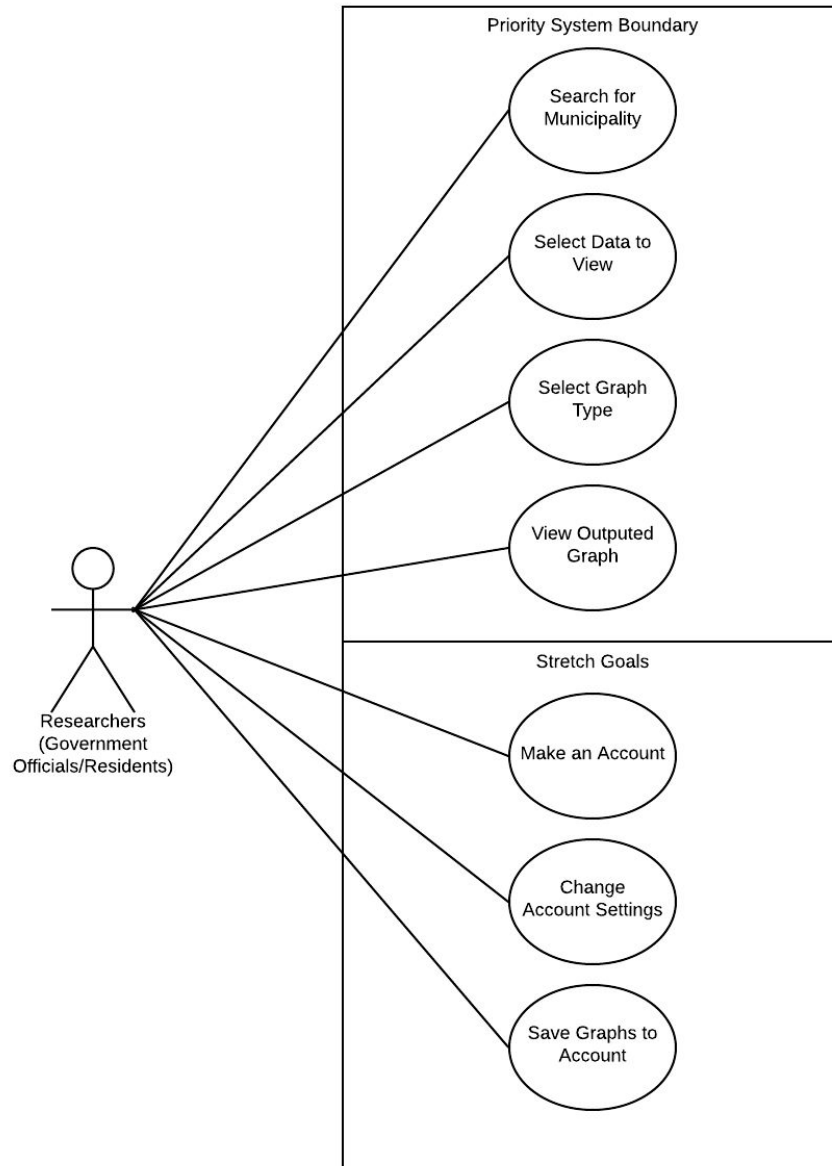 Priority System Boundary
Search for
Municipality
Select Data to
View
Select Graph
Type
View Outputed
Graph
Researchers
(Government
Officials/Residents)
Stretch Goals
Make an Account
Change
Account Settings
Save Graphs to
Account